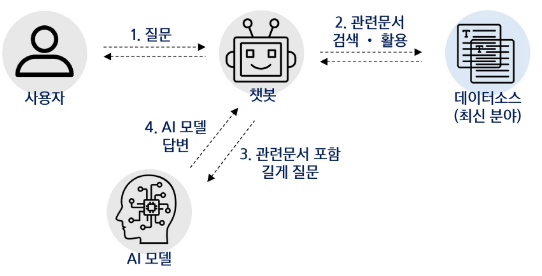 1. 질문
2. 관련문서
검색 • 활용
사용자
챗봇
데이터소스
(최신 분야)
4. AI 모델
답변
3. 관련문서 포함
길게 질문
AI 모델
T
T